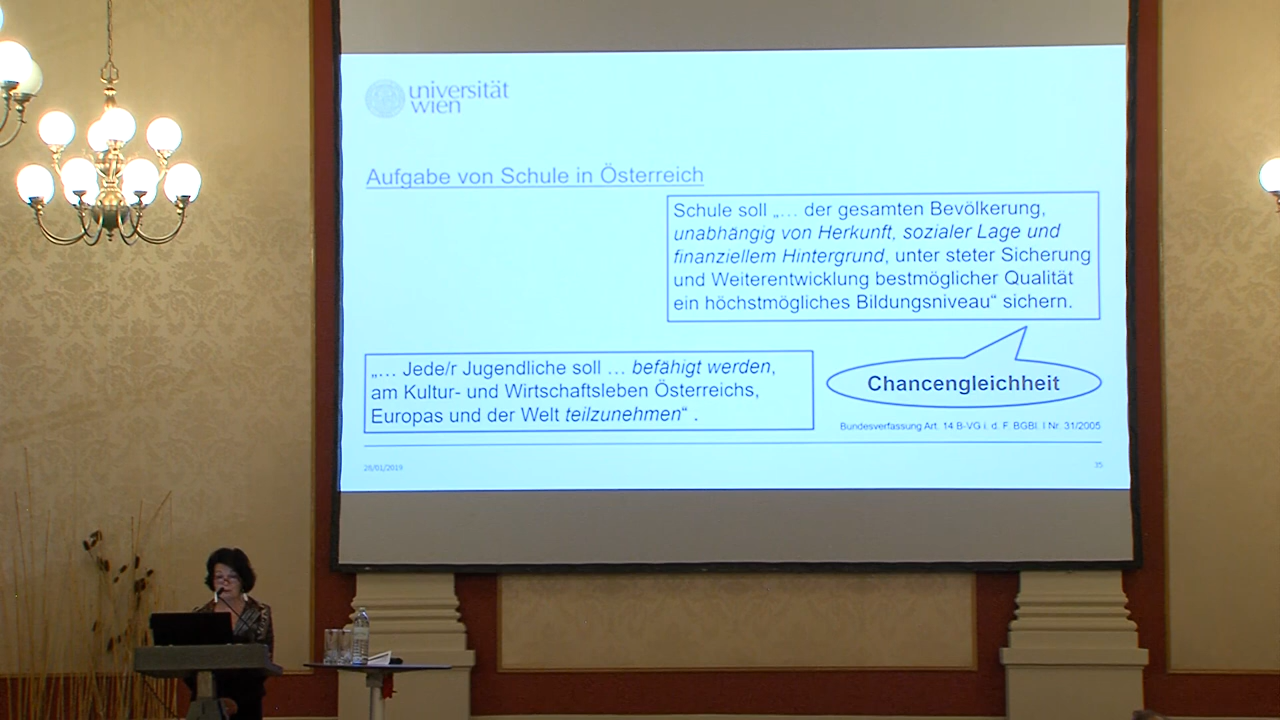 universität
wien
Aufgabe von Schule in Österreich
Schule soll „… der gesamten Bevölkerung,
unabhängig von Herkunft, sozialer Lage und
finanziellem Hintergrund, unter steter Sicherung
und Weiterentwicklung bestmöglicher Qualität
ein höchstmögliches Bildungsniveau“ sichern.
„… Jede/r Jugendliche soll … befähigt werden,
am Kultur- und Wirtschaftsleben Österreichs,
Europas und der Welt teilzunehmen“ .
Chancengleichheit
Bundesverfassung Art. 14 B-VG i. d. F. BGBl. I Nr. 31/2005
28/01/2019
35